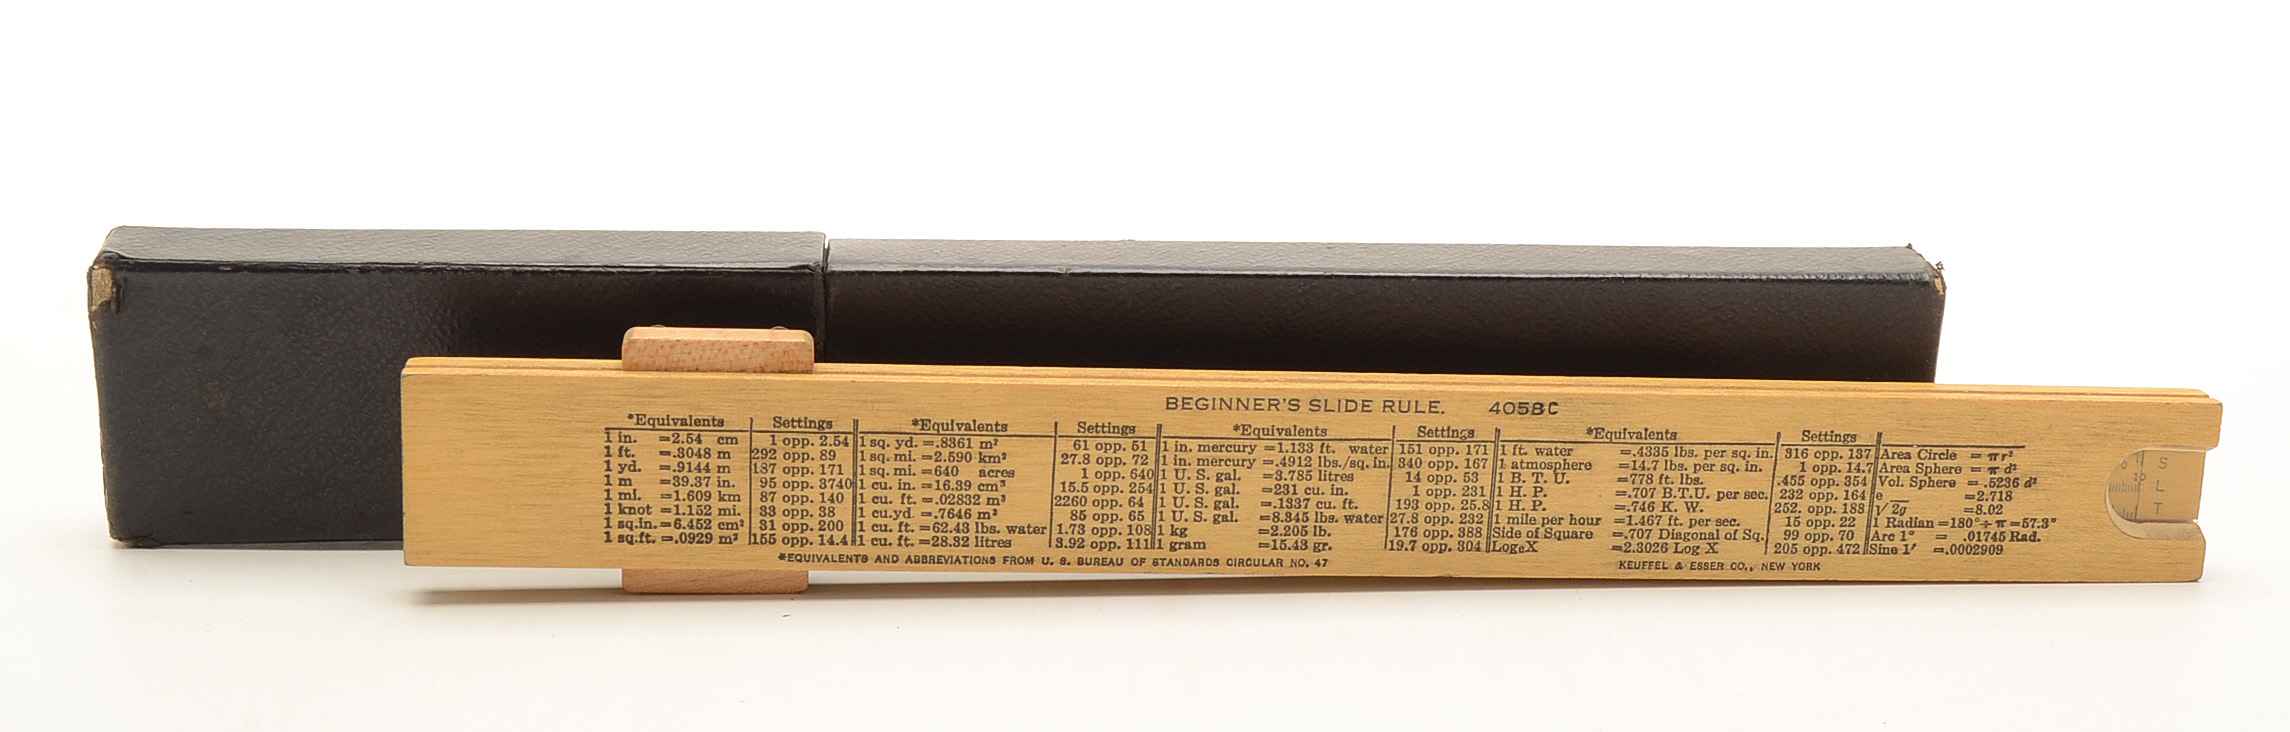 BEGINNER'S SLIDE RULE. 4058C
*Equivalents Settings *Equivalents Settings *Equivalents Settings *Equivalents Settings
1 in. =2.54 cm 1 opp. 2.54 1 sq. yd. =.8361 m² 61 opp. 51 1 in. mercury =1.133 ft. water 151 opp. 171 1 ft. water =.4335 lbs. per sq. in. 316 opp. 137 Area Circle = πr²
1 ft. =.3048 m 292 opp. 89 1 sq. mi. =2.590 km² 27.8 opp. 72 1 in. mercury =.4912 lbs./sq. in. 340 opp. 167 1 atmosphere =14.7 lbs. per sq. in. 1 opp. 14.7 Area Sphere = π d²
1 yd. =.9144 m 187 opp. 171 1 sq. mi. =640 acres 1 opp. 640 1 U. S. gal. =3.785 litres 14 opp. 53 1 B. T. U. =778 ft. lbs. .455 opp. 354 Vol. Sphere = .5236 d³
1 m =39.37 in. 95 opp. 3740 1 cu. in. =16.39 cm³ 15.5 opp. 254 1 U. S. gal. =231 cu. in. 1 opp. 231 1 H. P. =.707 B.T.U. per sec. 232 opp. 164 e =2.718
1 mi. =1.609 km 87 opp. 140 1 cu. ft. =.02832 m³ 2260 opp. 64 1 U. S. gal. =.1337 cu. ft. 193 opp. 25.8 1 H. P. =.746 K. W. 252. opp. 188 √2g =8.02
1 knot =1.152 mi. 33 opp. 38 1 cu.yd. =.7646 m³ 85 opp. 65 1 U. S. gal. =8.345 lbs. water 27.8 opp. 232 1 mile per hour =1.467 ft. per sec. 15 opp. 22 1 Radian =180°÷π=57.3°
1 sq.in.=6.452 cm² 31 opp. 200 1 cu. ft. =62.43 lbs. water 1.73 opp. 108 1 kg =2.205 lb. 176 opp. 388 Side of Square =.707 Diagonal of Sq. 99 opp. 70 Arc 1° = .01745 Rad.
1 sq.ft. =.0929 m² 155 opp. 14.4 1 cu. ft. =28.32 litres 3.92 opp. 111 1 gram =15.43 gr. 19.7 opp. 304 LogₑX =2.3026 Log X 205 opp. 472 Sine 1' =.0002909
*EQUIVALENTS AND ABBREVIATIONS FROM U. S. BUREAU OF STANDARDS CIRCULAR NO. 47 KEUFFEL & ESSER CO., NEW YORK
S
10 L
T